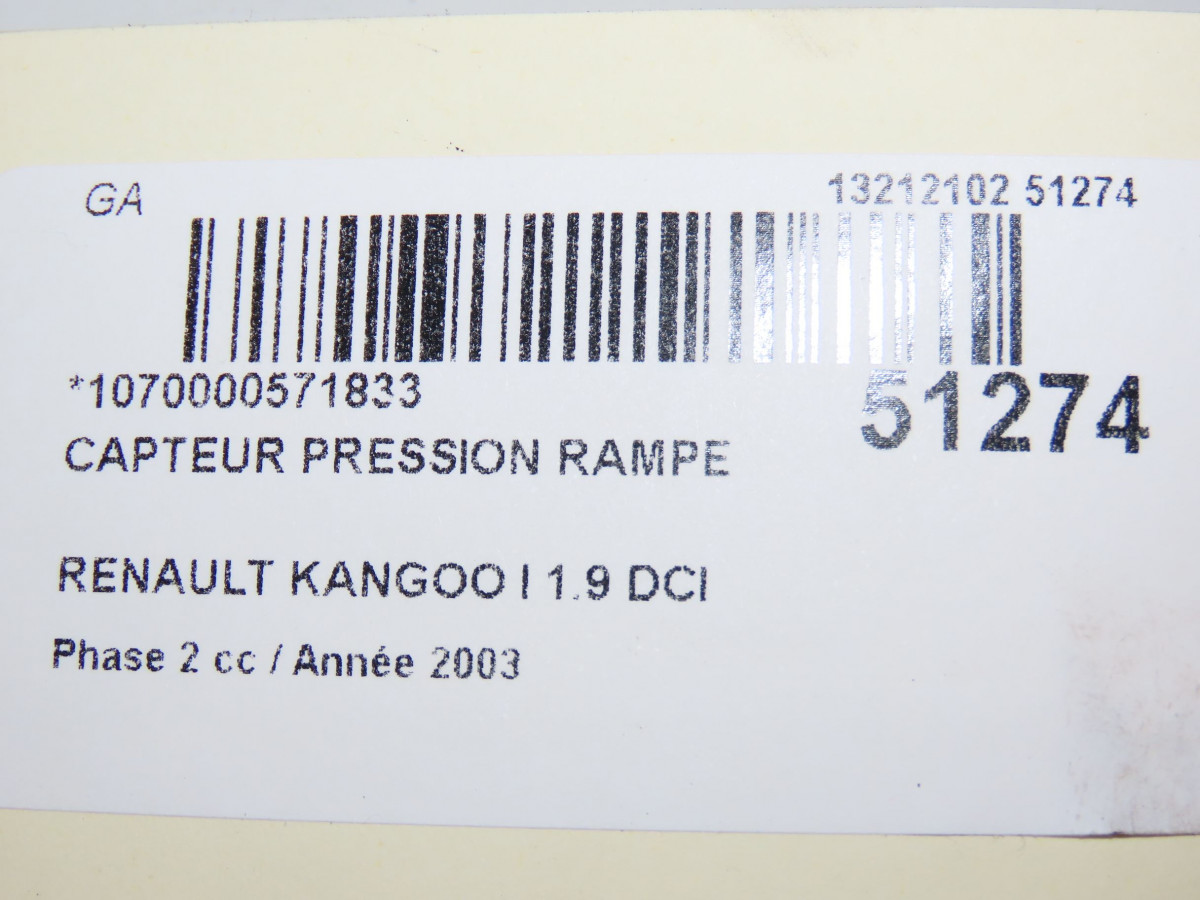 GA
13212102 51274
*1070000571833
51274
CAPTEUR PRESSION RAMPE
RENAULT KANGOO I 1.9 DCI
Phase 2 cc / Année 2003